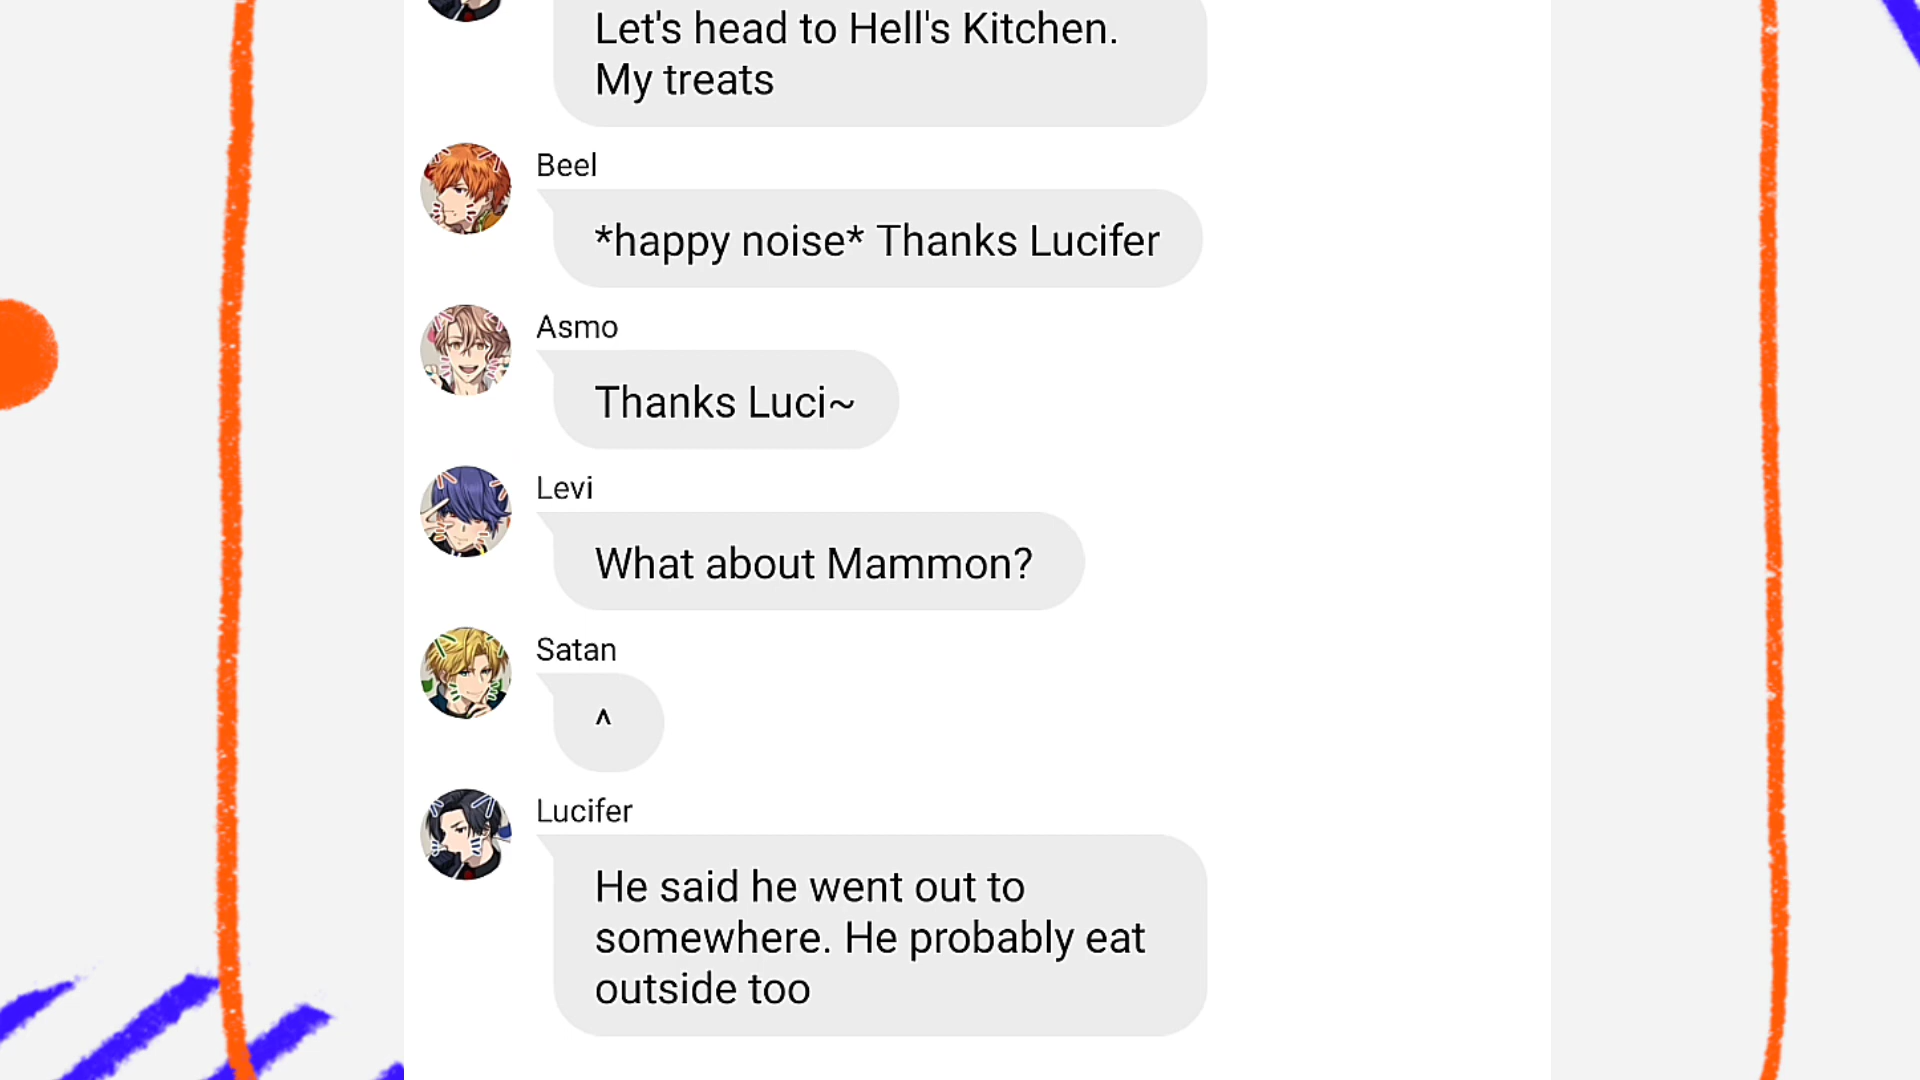 Let's head to Hell's Kitchen.
My treats
Beel
*happy noise* Thanks Lucifer
Asmo
Thanks Luci~
Levi
What about Mammon?
Satan
^
Lucifer
He said he went out to
somewhere. He probably eat
outside too